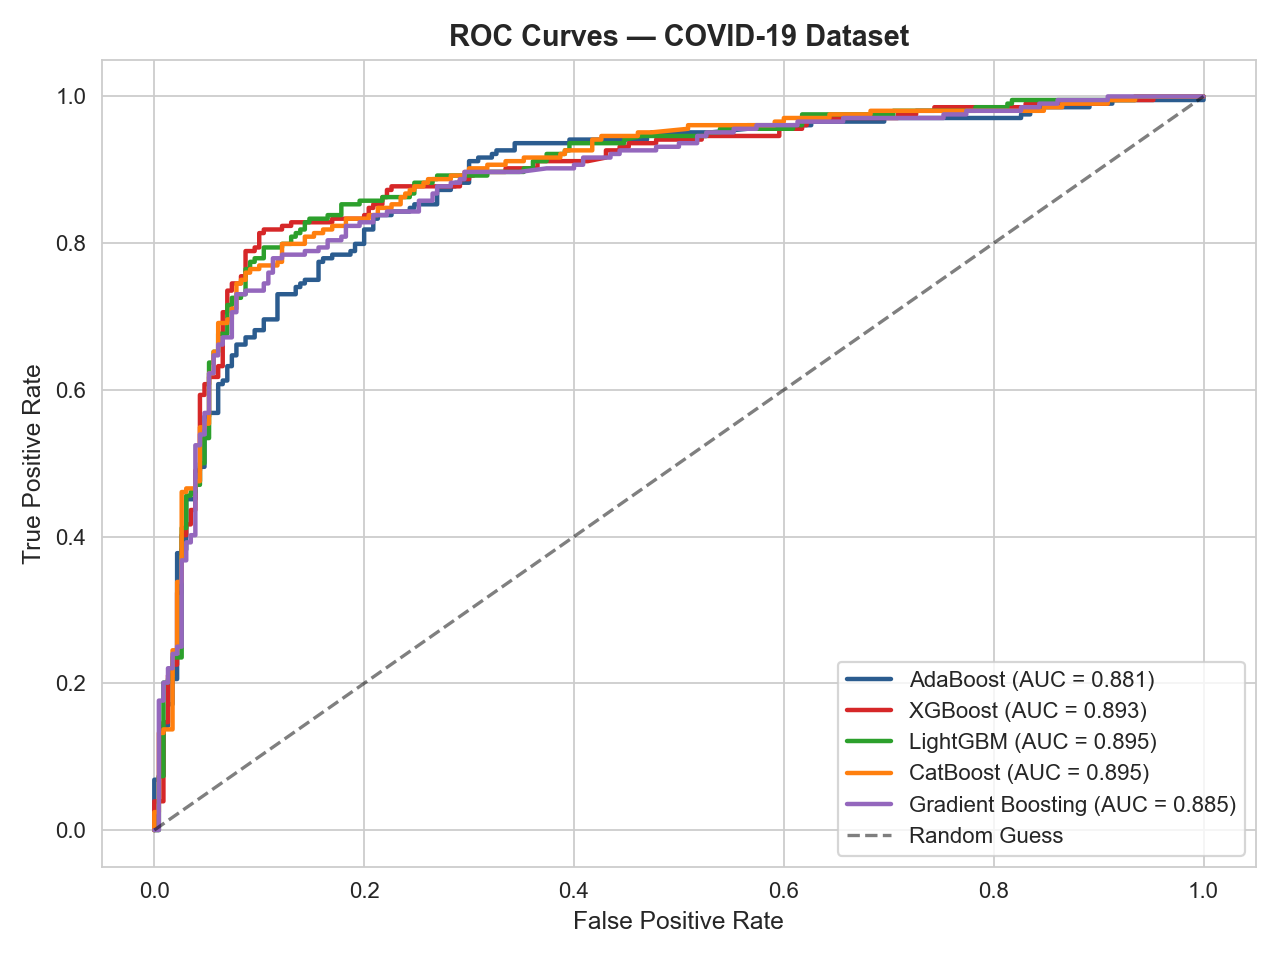 ROC Curves — COVID-19 Dataset
True Positive Rate
1.0
0.8
0.6
0.4
0.2
0.0
AdaBoost (AUC = 0.881)
XGBoost (AUC = 0.893)
LightGBM (AUC = 0.895)
CatBoost (AUC = 0.895)
Gradient Boosting (AUC = 0.885)
Random Guess
0.0 0.2 0.4 0.6 0.8 1.0
False Positive Rate